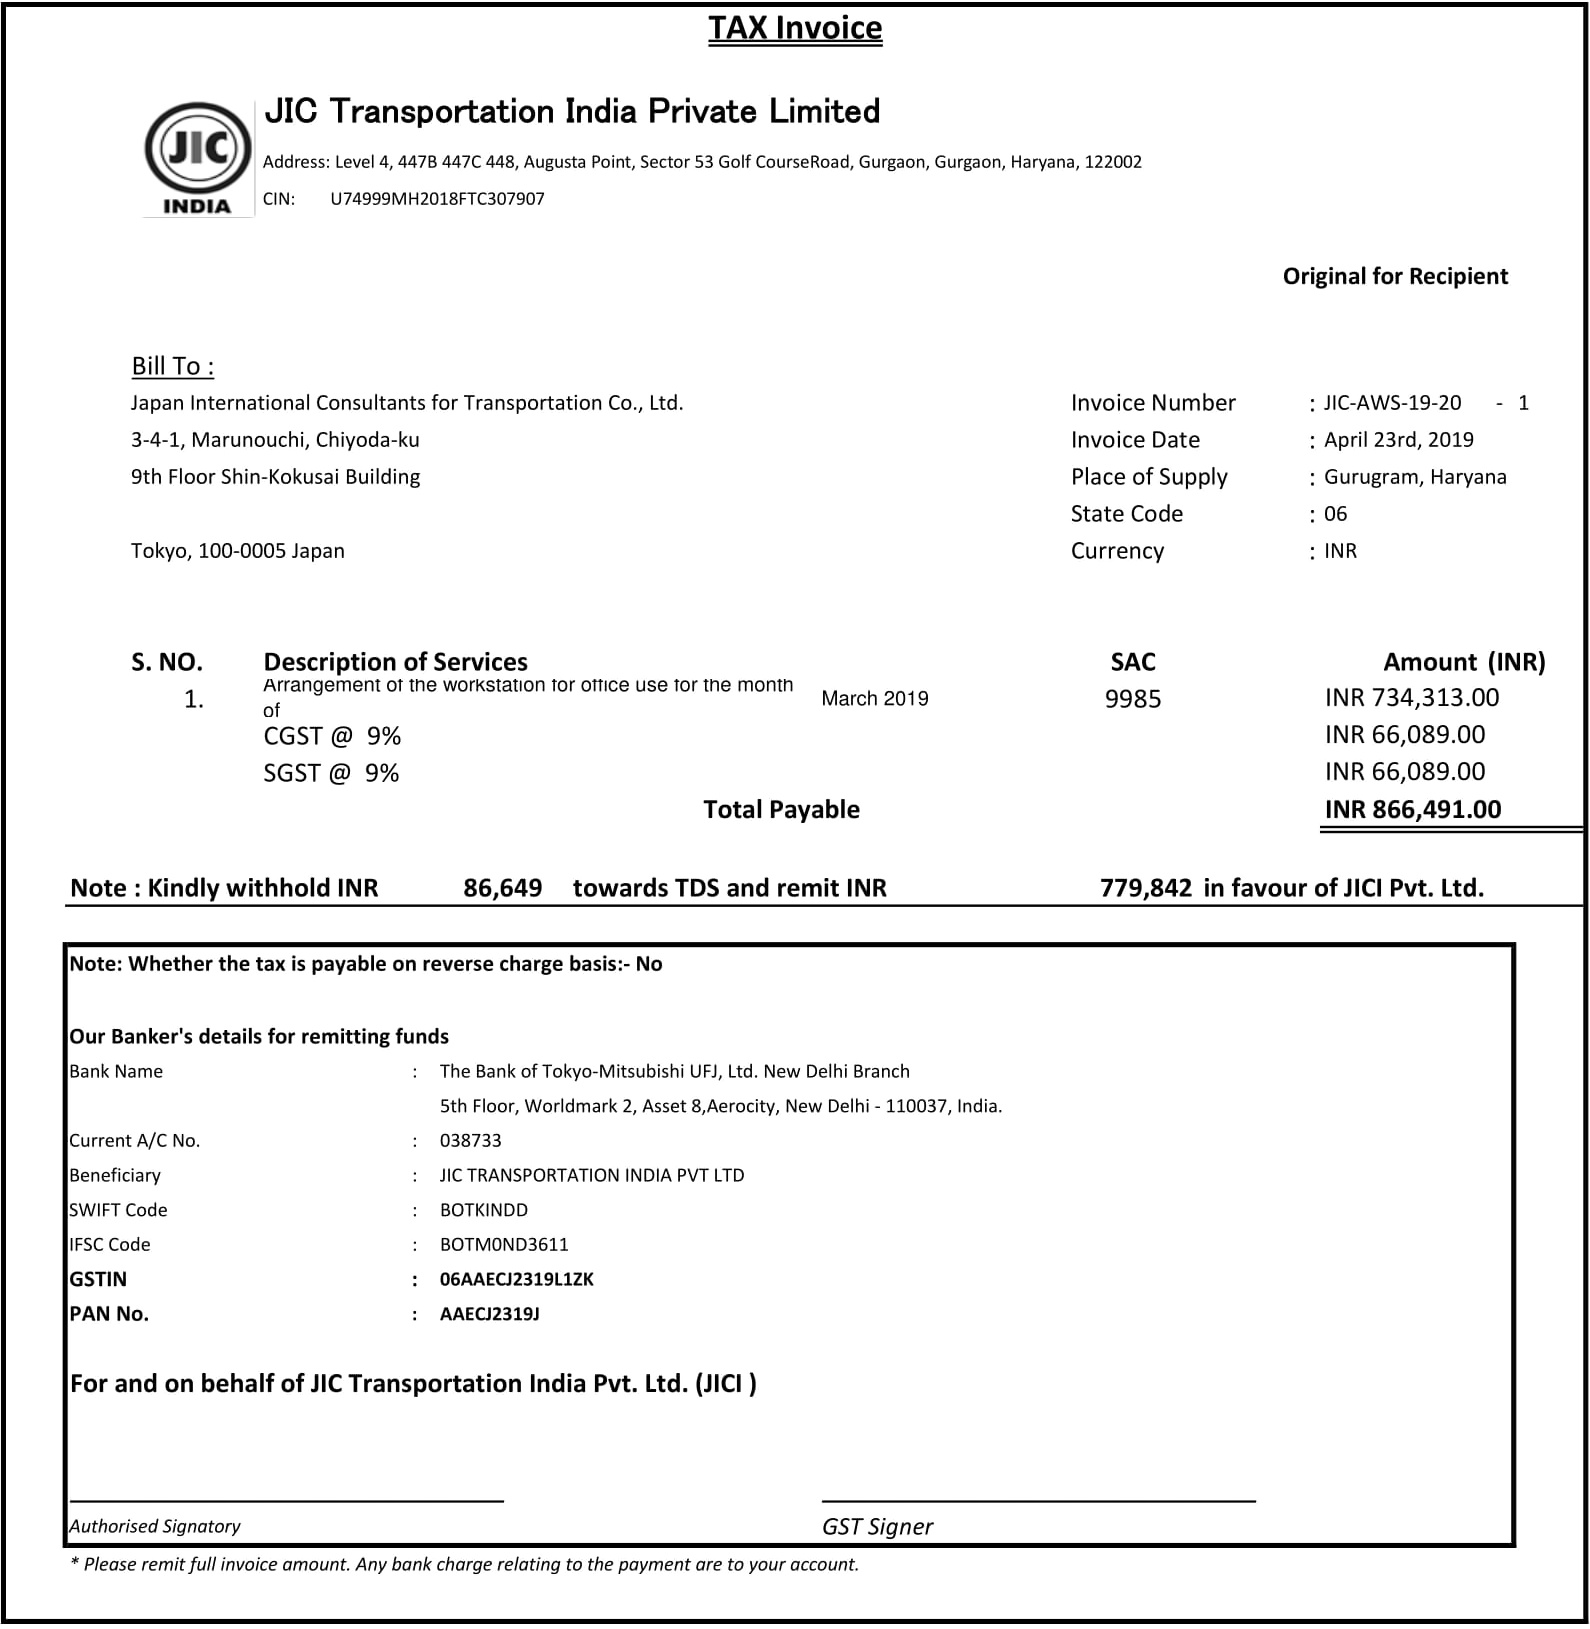 TAX Invoice
JIC
INDIA
JIC Transportation India Private Limited
Address: Level 4, 447B 447C 448, Augusta Point, Sector 53 Golf CourseRoad, Gurgaon, Gurgaon, Haryana, 122002
CIN: U74999MH2018FTC307907
Original for Recipient
Bill To :
Japan International Consultants for Transportation Co., Ltd.
3-4-1, Marunouchi, Chiyoda-ku
9th Floor Shin-Kokusai Building
Tokyo, 100-0005 Japan
Invoice Number : JIC-AWS-19-20 - 1
Invoice Date : April 23rd, 2019
Place of Supply : Gurugram, Haryana
State Code : 06
Currency : INR
S. NO. Description of Services SAC Amount (INR)
1. Arrangement of the workstation for office use for the month of March 2019 9985 INR 734,313.00
CGST @ 9% INR 66,089.00
SGST @ 9% INR 66,089.00
Total Payable INR 866,491.00
Note : Kindly withhold INR 86,649 towards TDS and remit INR 779,842 in favour of JICI Pvt. Ltd.
Note: Whether the tax is payable on reverse charge basis:- No
Our Banker's details for remitting funds
Bank Name : The Bank of Tokyo-Mitsubishi UFJ, Ltd. New Delhi Branch
5th Floor, Worldmark 2, Asset 8,Aerocity, New Delhi - 110037, India.
Current A/C No. : 038733
Beneficiary : JIC TRANSPORTATION INDIA PVT LTD
SWIFT Code : BOTKINDD
IFSC Code : BOTM0ND3611
GSTIN : 06AAECJ2319L1ZK
PAN No. : AAECJ2319J
For and on behalf of JIC Transportation India Pvt. Ltd. (JICI )
Authorised Signatory GST Signer
* Please remit full invoice amount. Any bank charge relating to the payment are to your account.